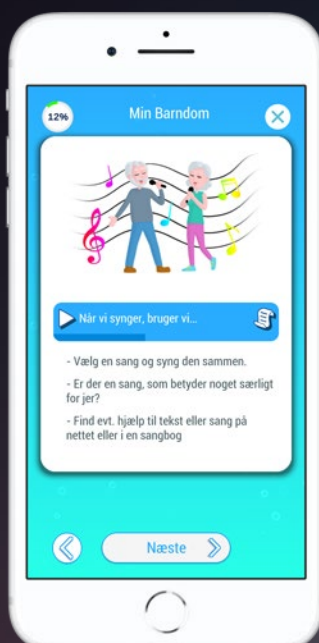 12%
Min Barndom
Når vi synger, bruger vi...
- Vælg en sang og syng den sammen.
- Er der en sang, som betyder noget særligt
for jer?
- Find evt. hjælp til tekst eller sang på
nettet eller i en sangbog
Næste